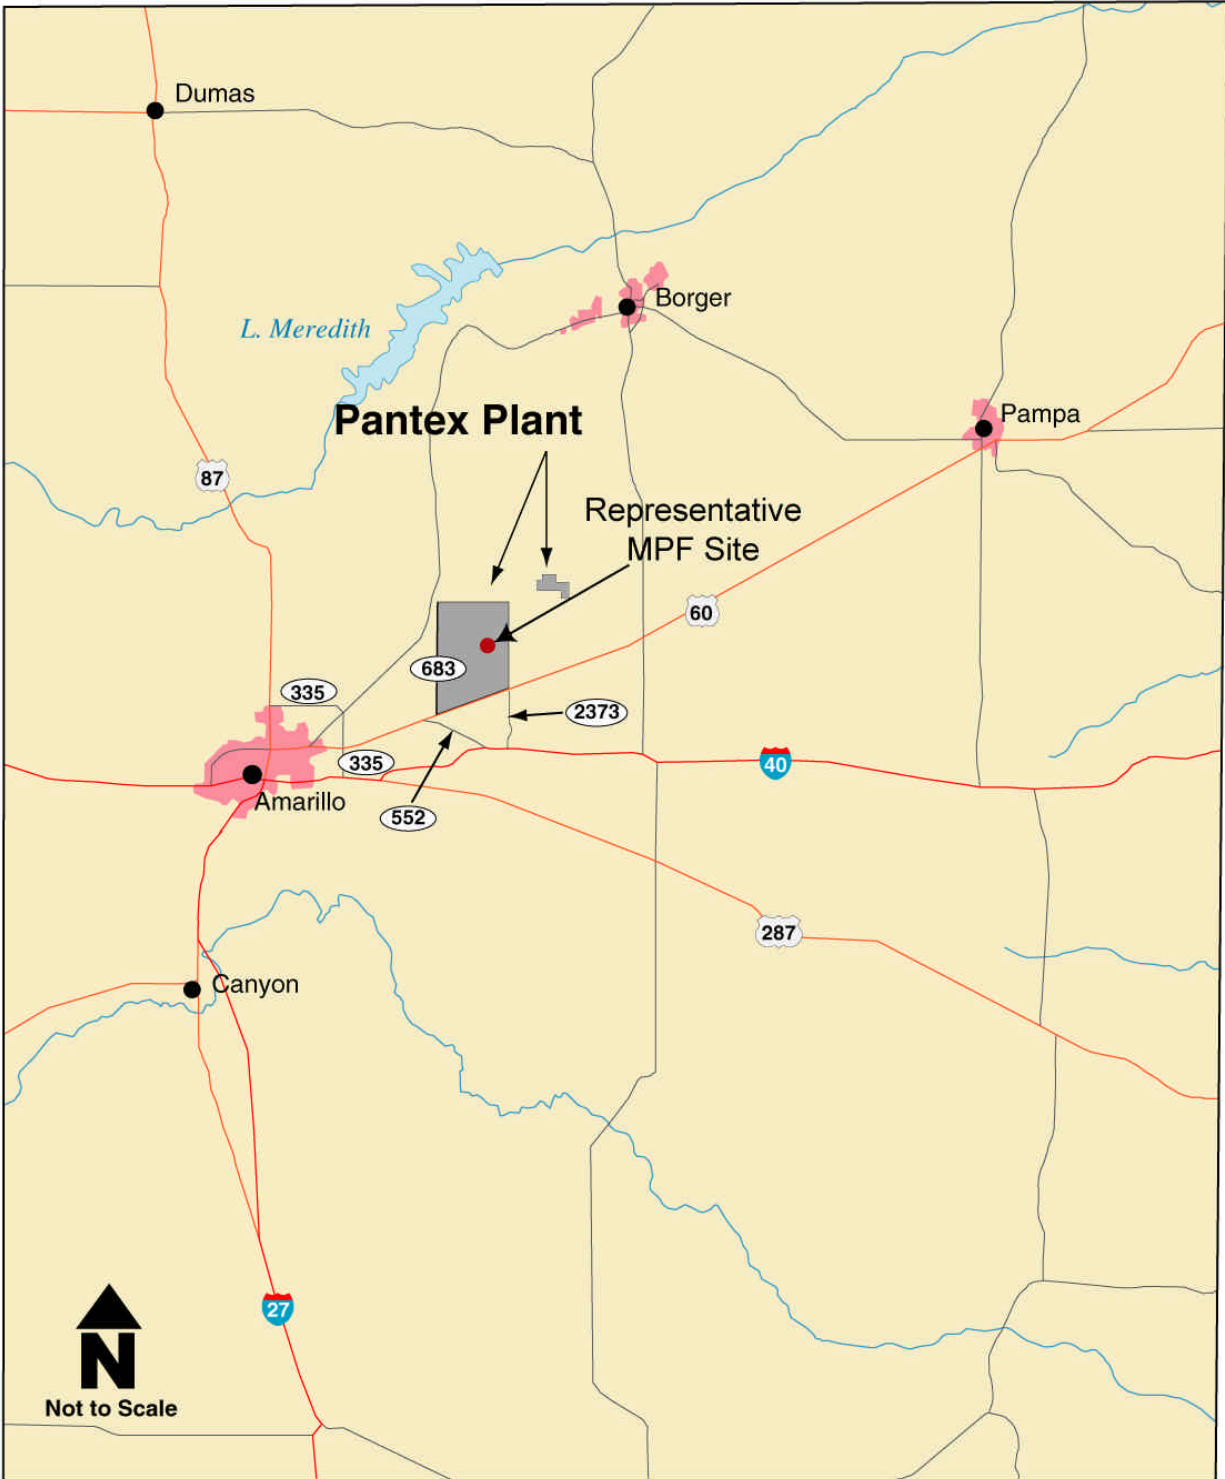 Dumas
Borger
L. Meredith
Pampa
Pantex Plant
87
Representative
MPF Site
60
683
335
2373
335
40
Amarillo
552
287
Canyon
27
N
Not to Scale